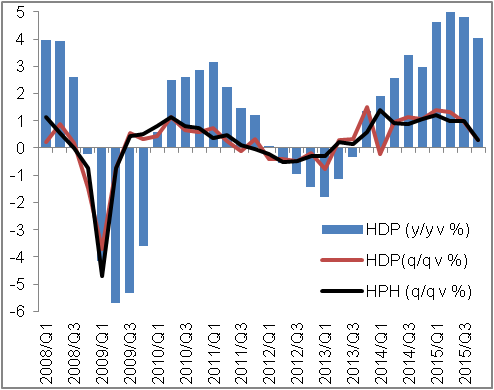 5
4
3
2
1
0
-1
-2
-3
-4
-5
-6
HDP (y/y v %)
HDP(q/q v %)
HPH (q/q v %)
2008/Q1
2008/Q3
2009/Q1
2009/Q3
2010/Q1
2010/Q3
2011/Q1
2011/Q3
2012/Q1
2012/Q3
2013/Q1
2013/Q3
2014/Q1
2014/Q3
2015/Q1
2015/Q3